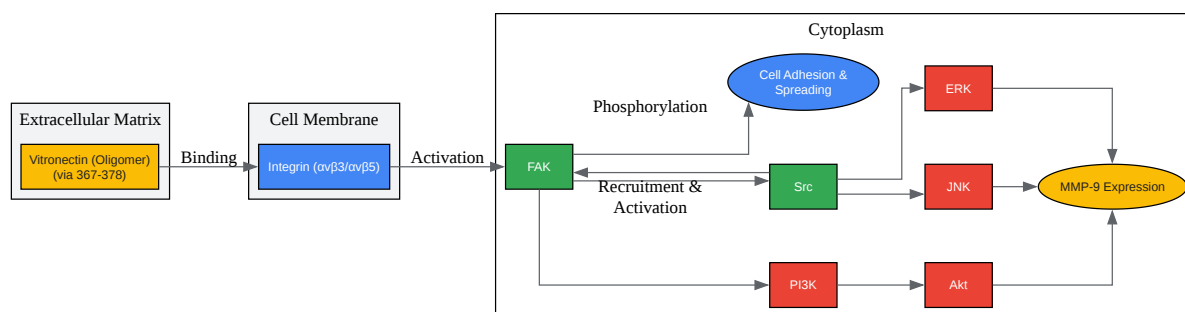 Cytoplasm
Cell Adhesion &
Spreading
ERK
Phosphorylation
Extracellular Matrix
Cell Membrane
Vitronectin (Oligomer)
(via 367-378)
Binding
Integrin (αvβ3/αvβ5)
Activation
FAK
Recruitment &
Activation
Src
JNK
MMP-9 Expression
PI3K
Akt